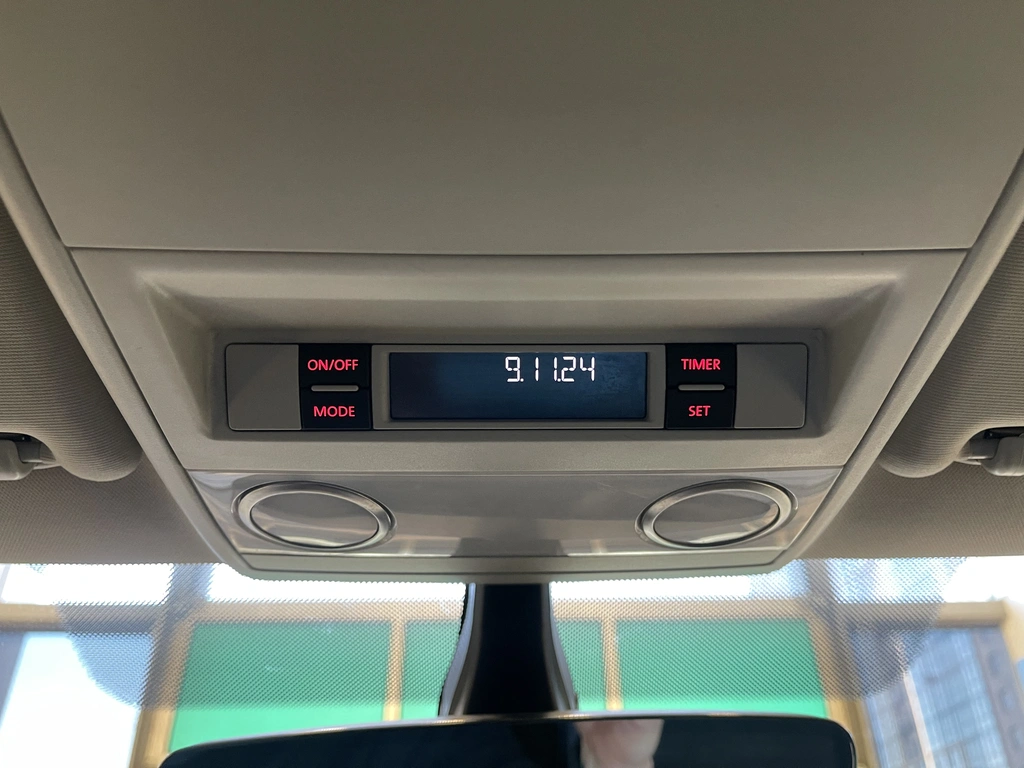 ON/OFF
MODE
9.11.24
TIMER
SET